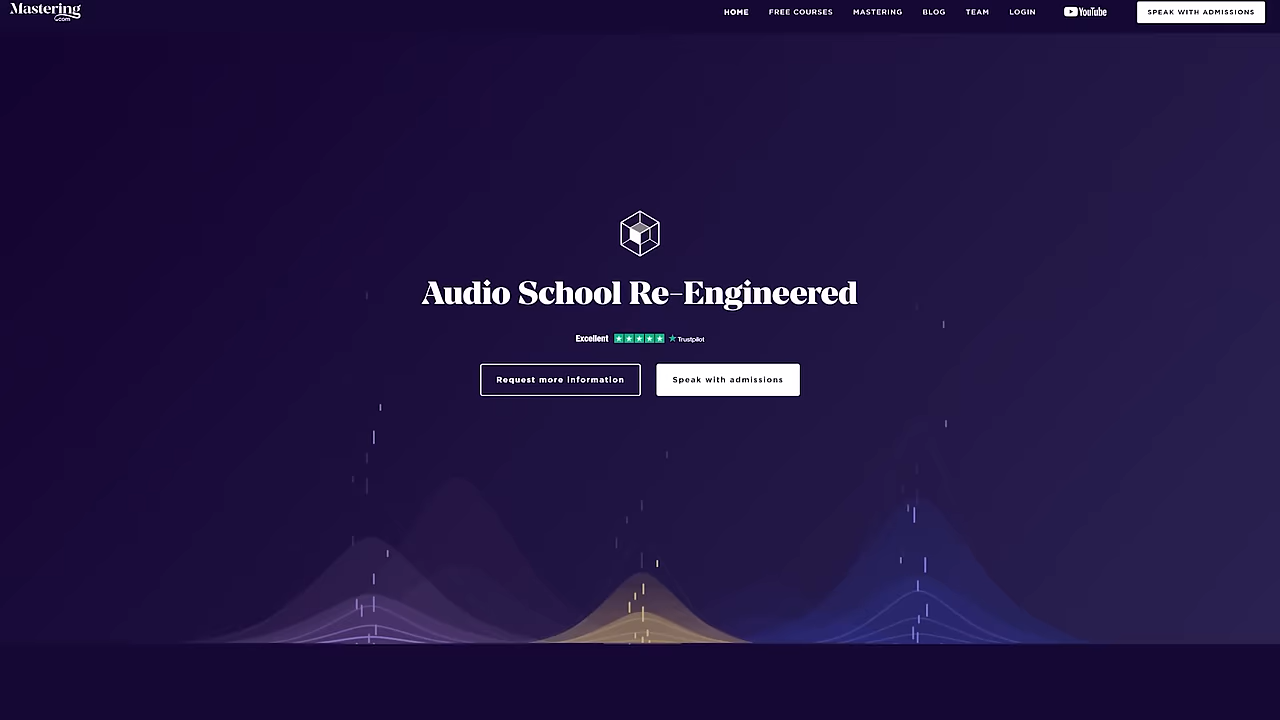 Mastering
.com
HOME FREE COURSES MASTERING BLOG TEAM LOGIN YouTube SPEAK WITH ADMISSIONS
Audio School Re-Engineered
Excellent Trustpilot
Request more information Speak with admissions